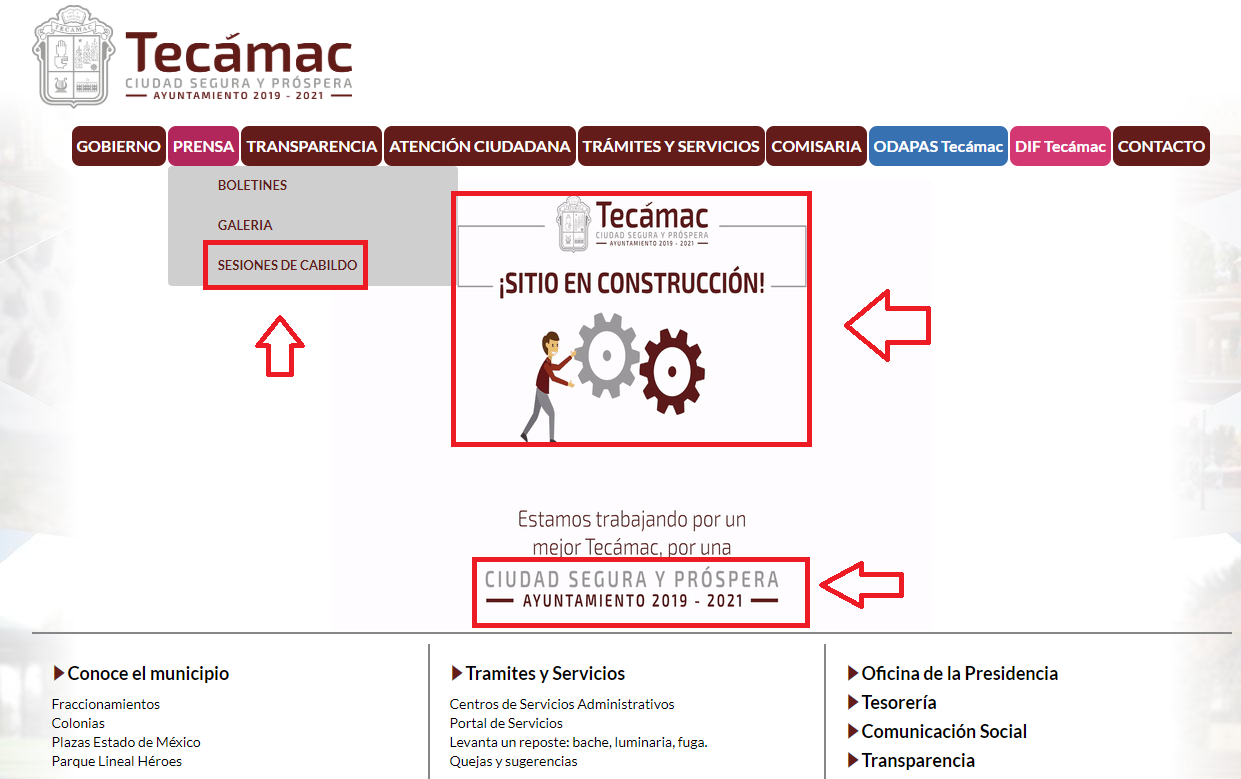 Tecámac
CIUDAD SEGURA Y PRÓSPERA
AYUNTAMIENTO 2019 - 2021
GOBIERNO PRENSA TRANSPARENCIA ATENCIÓN CIUDADANA TRÁMITES Y SERVICIOS COMISARIA ODAPAS Tecámac DIF Tecámac CONTACTO
BOLETINES
GALERIA
SESIONES DE CABILDO
Tecámac
CIUDAD SEGURA Y PRÓSPERA
AYUNTAMIENTO 2019 - 2021
¡SITIO EN CONSTRUCCIÓN!
Estamos trabajando por un
mejor Tecámac, por una
CIUDAD SEGURA Y PRÓSPERA
AYUNTAMIENTO 2019 - 2021
Conoce el municipio
Fraccionamientos
Colonias
Plazas Estado de México
Parque Lineal Héroes
Tramites y Servicios
Centros de Servicios Administrativos
Portal de Servicios
Levanta un reposte: bache, luminaria, fuga.
Quejas y sugerencias
Oficina de la Presidencia
Tesorería
Comunicación Social
Transparencia